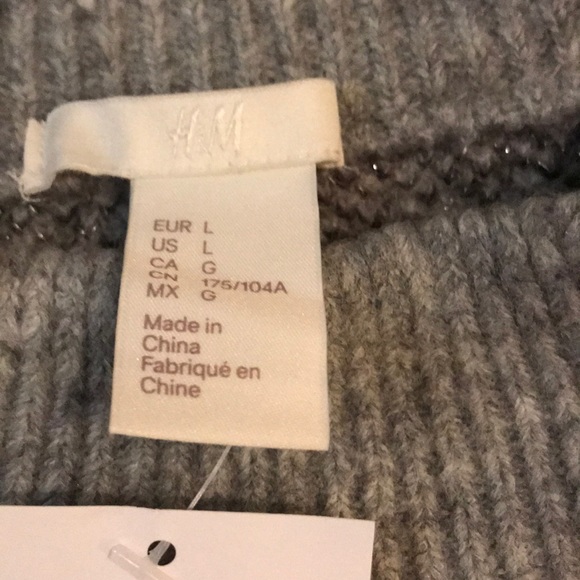 H&M
EUR L
US L
CA G
CN 175/104A
MX G
Made in
China
Fabriqué en
Chine